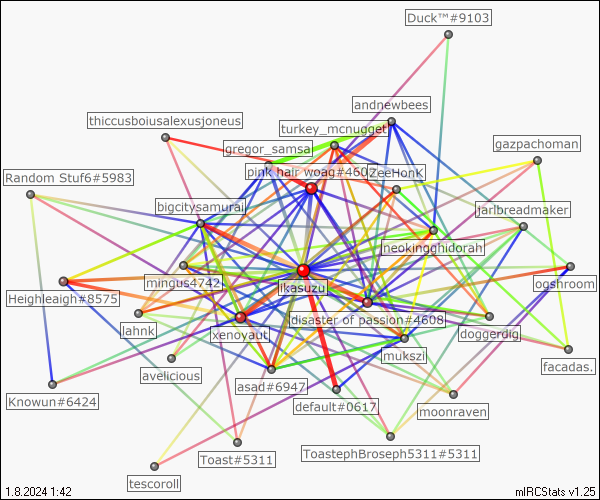 Duck™#9103
andnewbees
thiccusboiusalexusjoneus
turkey_mcnugget
gazpachoman
gregor_samsa
pink hair woag#4602
ZeeHonK
Random Stuf6#5983
bigcitysamurai
jarlbreadmaker
neokingghidorah
mingus4742
ikasuzu
ogshroom
Heighleaigh#8575
disaster of passion#4608
lahnk
xenoyaut
doggerdig
mukszi
facadas.
avelicious
asad#6947
Knowun#6424
default#0617
moonraven
Toast#5311
ToastephBroseph5311#5311
tescoroll
1.8.2024 1:42
mIRCStats v1.25